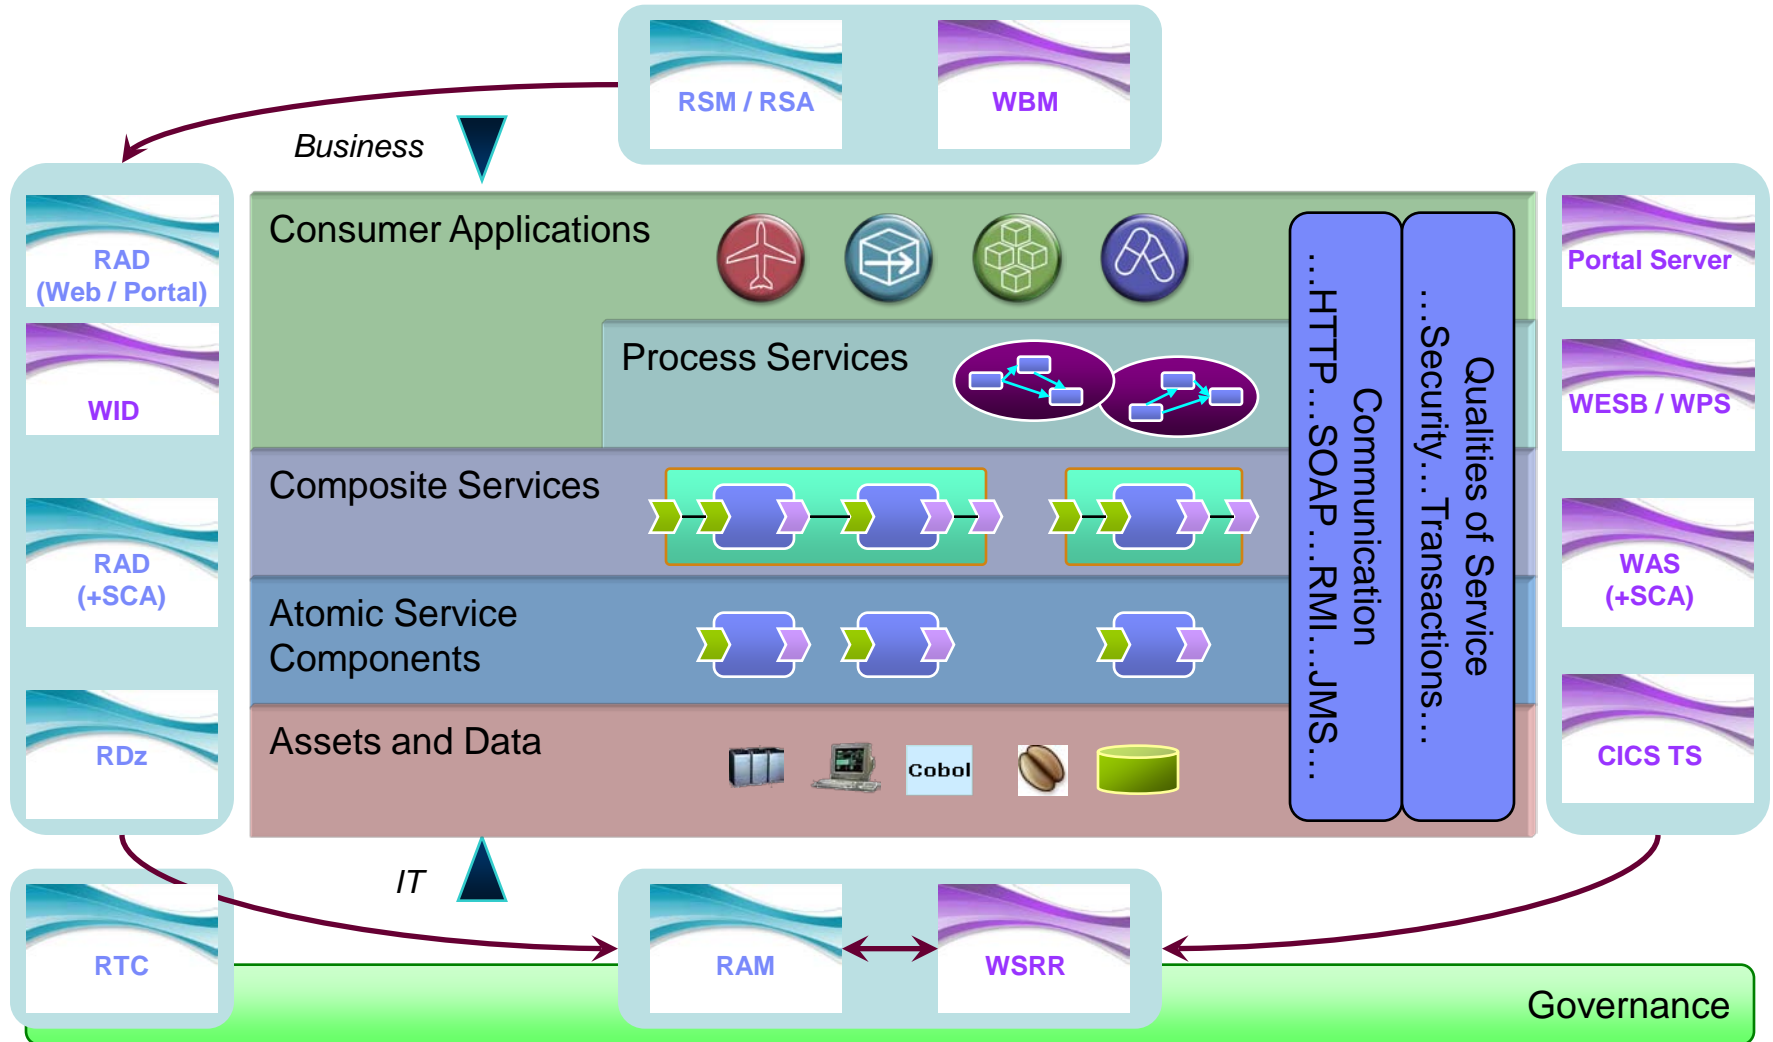 RSM / RSA
WBM
Business
RAD
(Web / Portal)
WID
RAD
(+SCA)
RDz
Consumer Applications
Process Services
Composite Services
Atomic Service
Components
Assets and Data
Cobol
Communication
…HTTP …SOAP …RMI…JMS…
Qualities of Service
…Security…Transactions…
Portal Server
WESB / WPS
WAS
(+SCA)
CICS TS
IT
RTC
RAM
WSRR
Governance